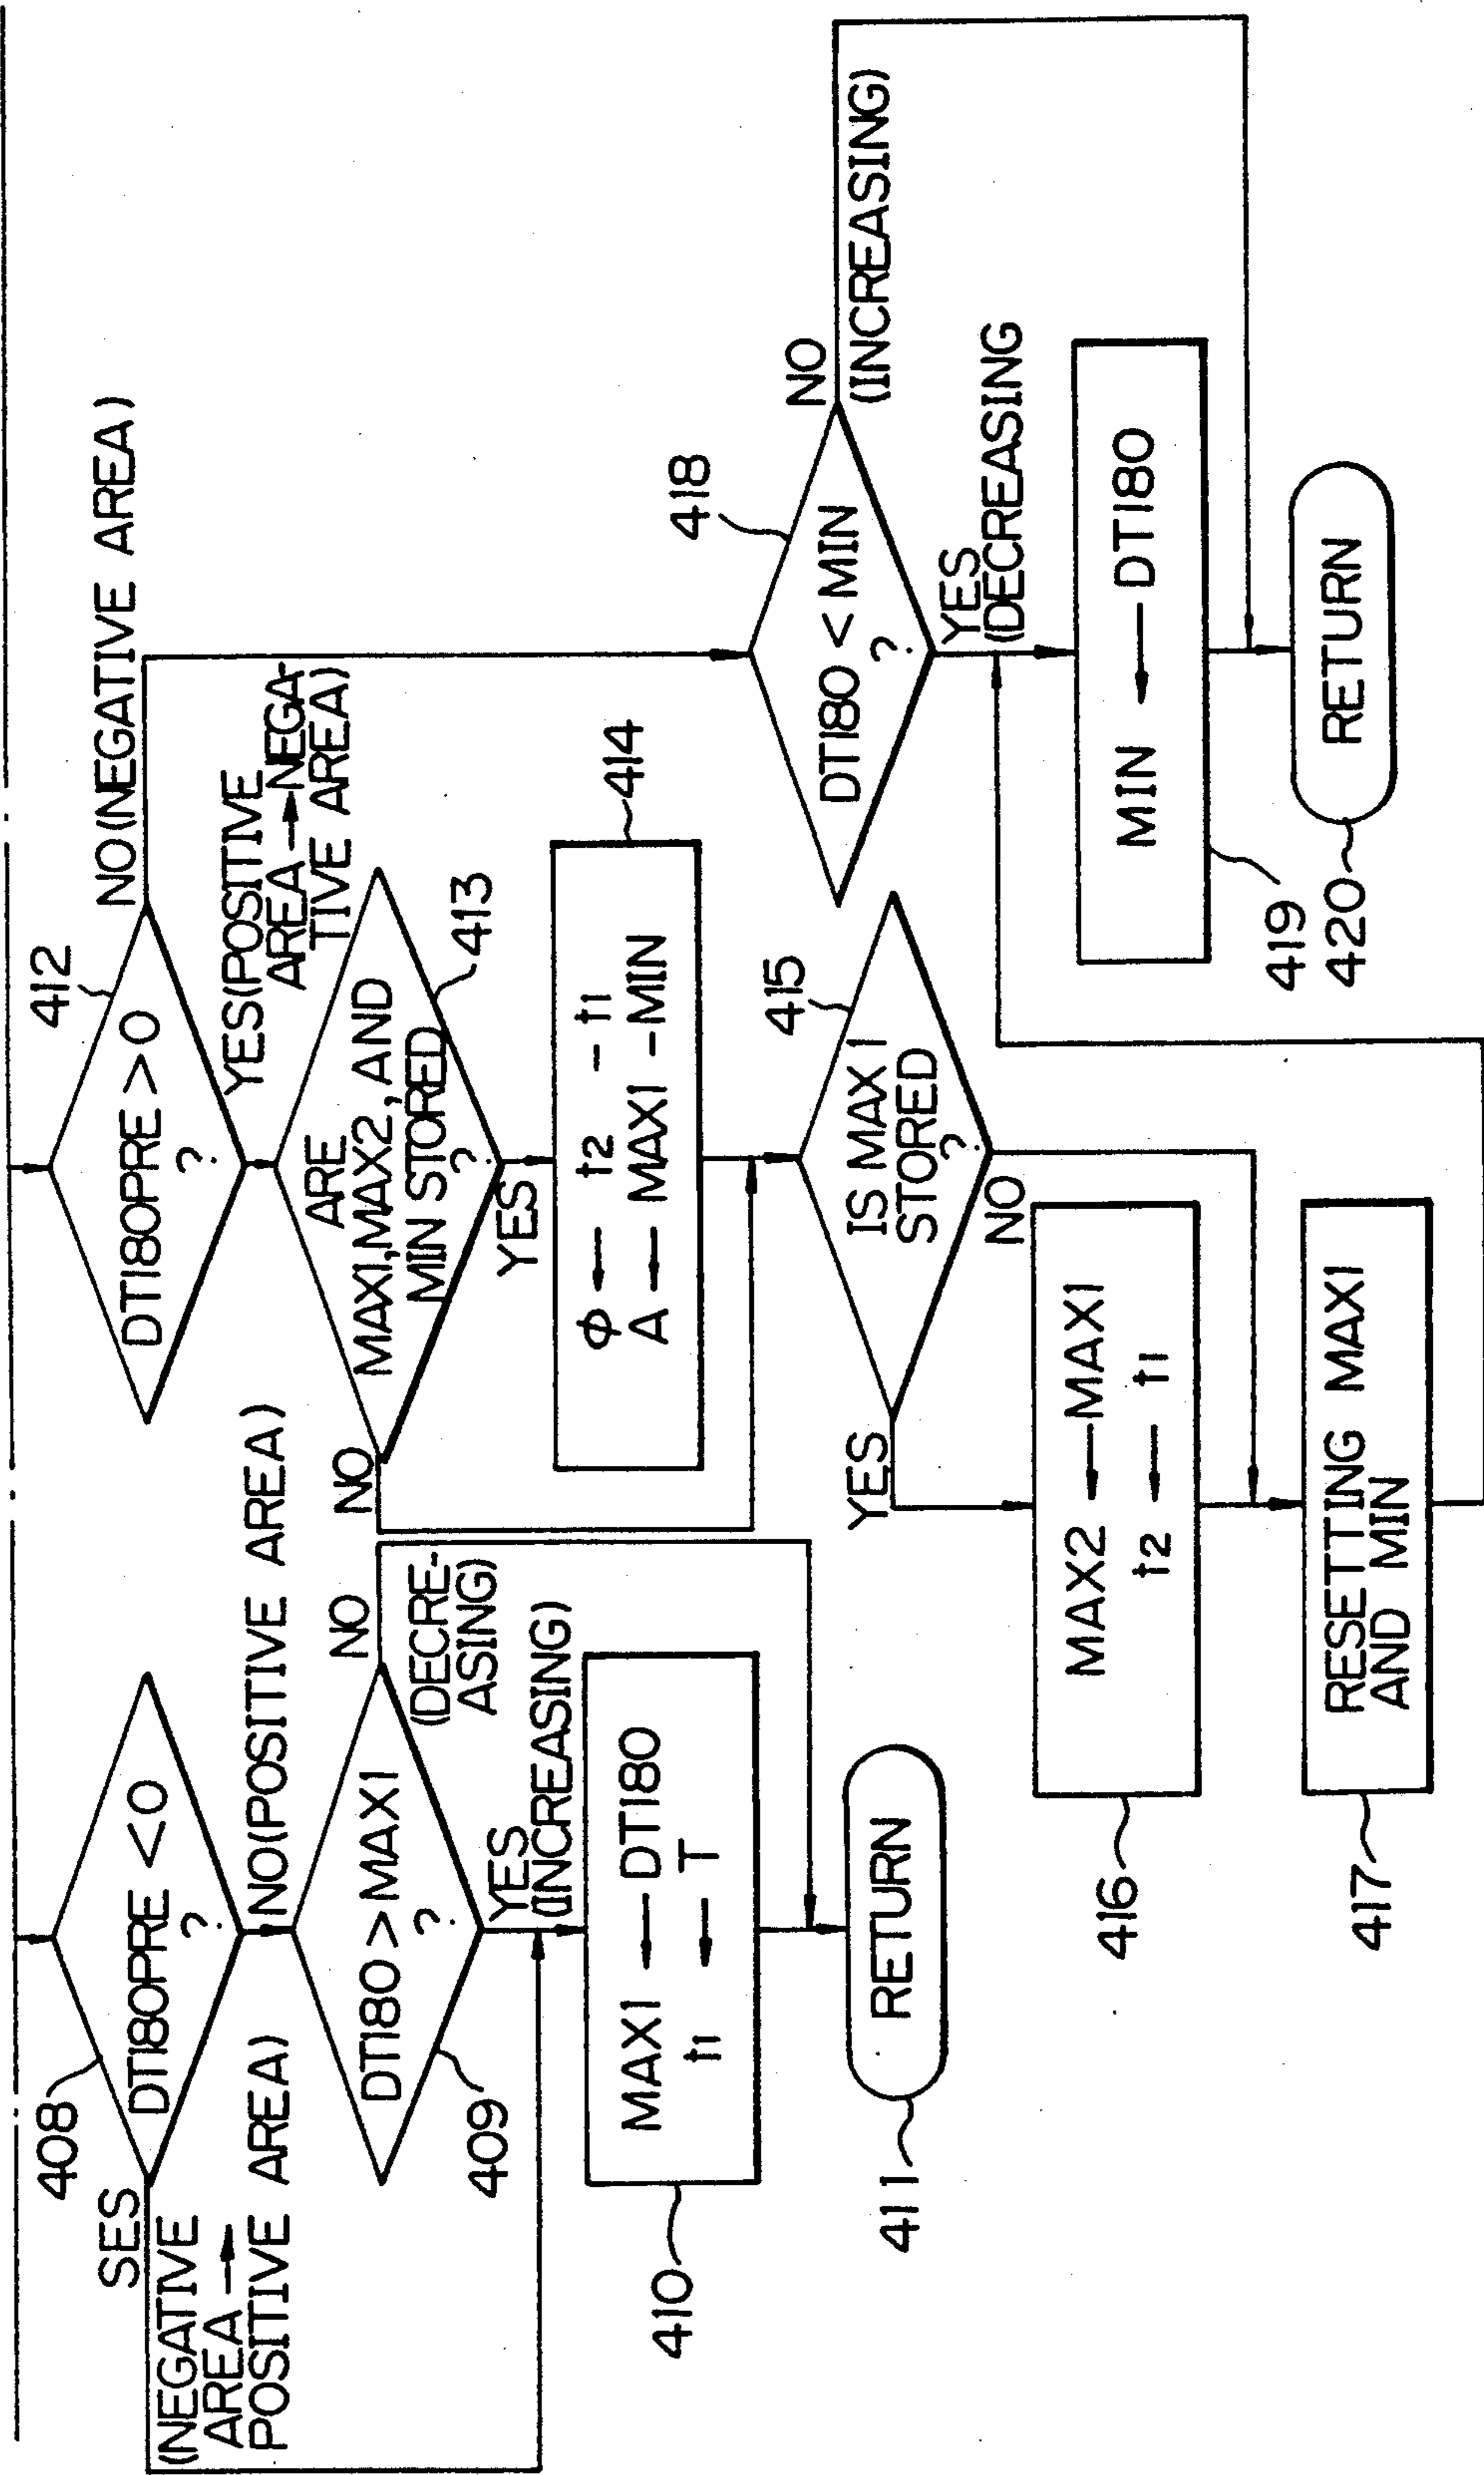 408
DT180PRE < 0
?
SES
(NEGATIVE
AREA →
POSITIVE AREA)
NO(POSITIVE AREA)
DT180 > MAX1
?
409
NO
(DECRE-
ASING)
YES
(INCREASING)
MAX1 ← DT180
t1 ← T
410
RETURN
411
412
DT180PRE > 0
?
NO(NEGATIVE AREA)
YES(POSITIVE
AREA → NEGA-
TIVE AREA)
ARE
MAX1,MAX2, AND
MIN STORED
?
413
NO
YES
414
Φ ← t2 - t1
A ← MAX1 - MIN
415
IS MAX1
STORED
?
YES
NO
MAX2 ← MAX1
t2 ← t1
416
RESETTING MAX1
AND MIN
417
418
DT180 < MIN
?
NO
(INCREASING)
YES
(DECREASING
MIN ← DT180
419
RETURN
420